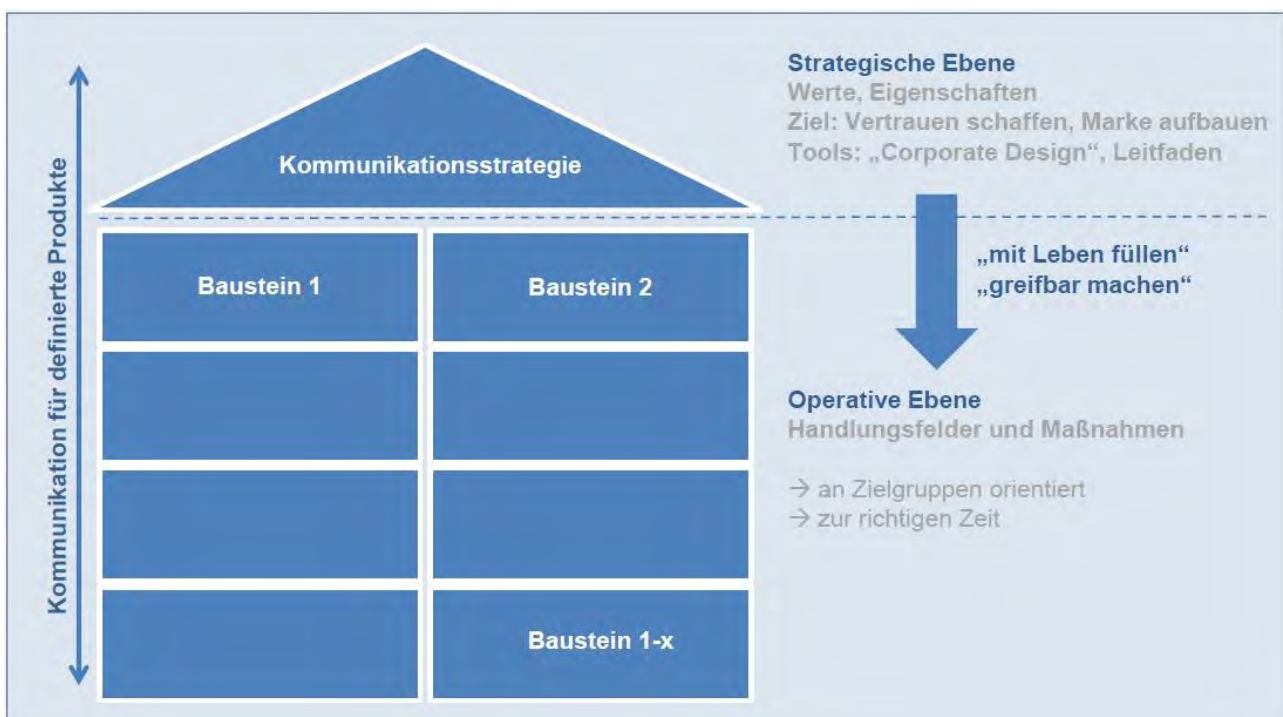 Kommunikation für definierte Produkte
Kommunikationsstrategie
Baustein 1
Baustein 2
Baustein 1-x
Strategische Ebene
Werte, Eigenschaften
Ziel: Vertrauen schaffen, Marke aufbauen
Tools: „Corporate Design“, Leitfaden
„mit Leben füllen“
„greifbar machen“
Operative Ebene
Handlungsfelder und Maßnahmen
→ an Zielgruppen orientiert
→ zur richtigen Zeit